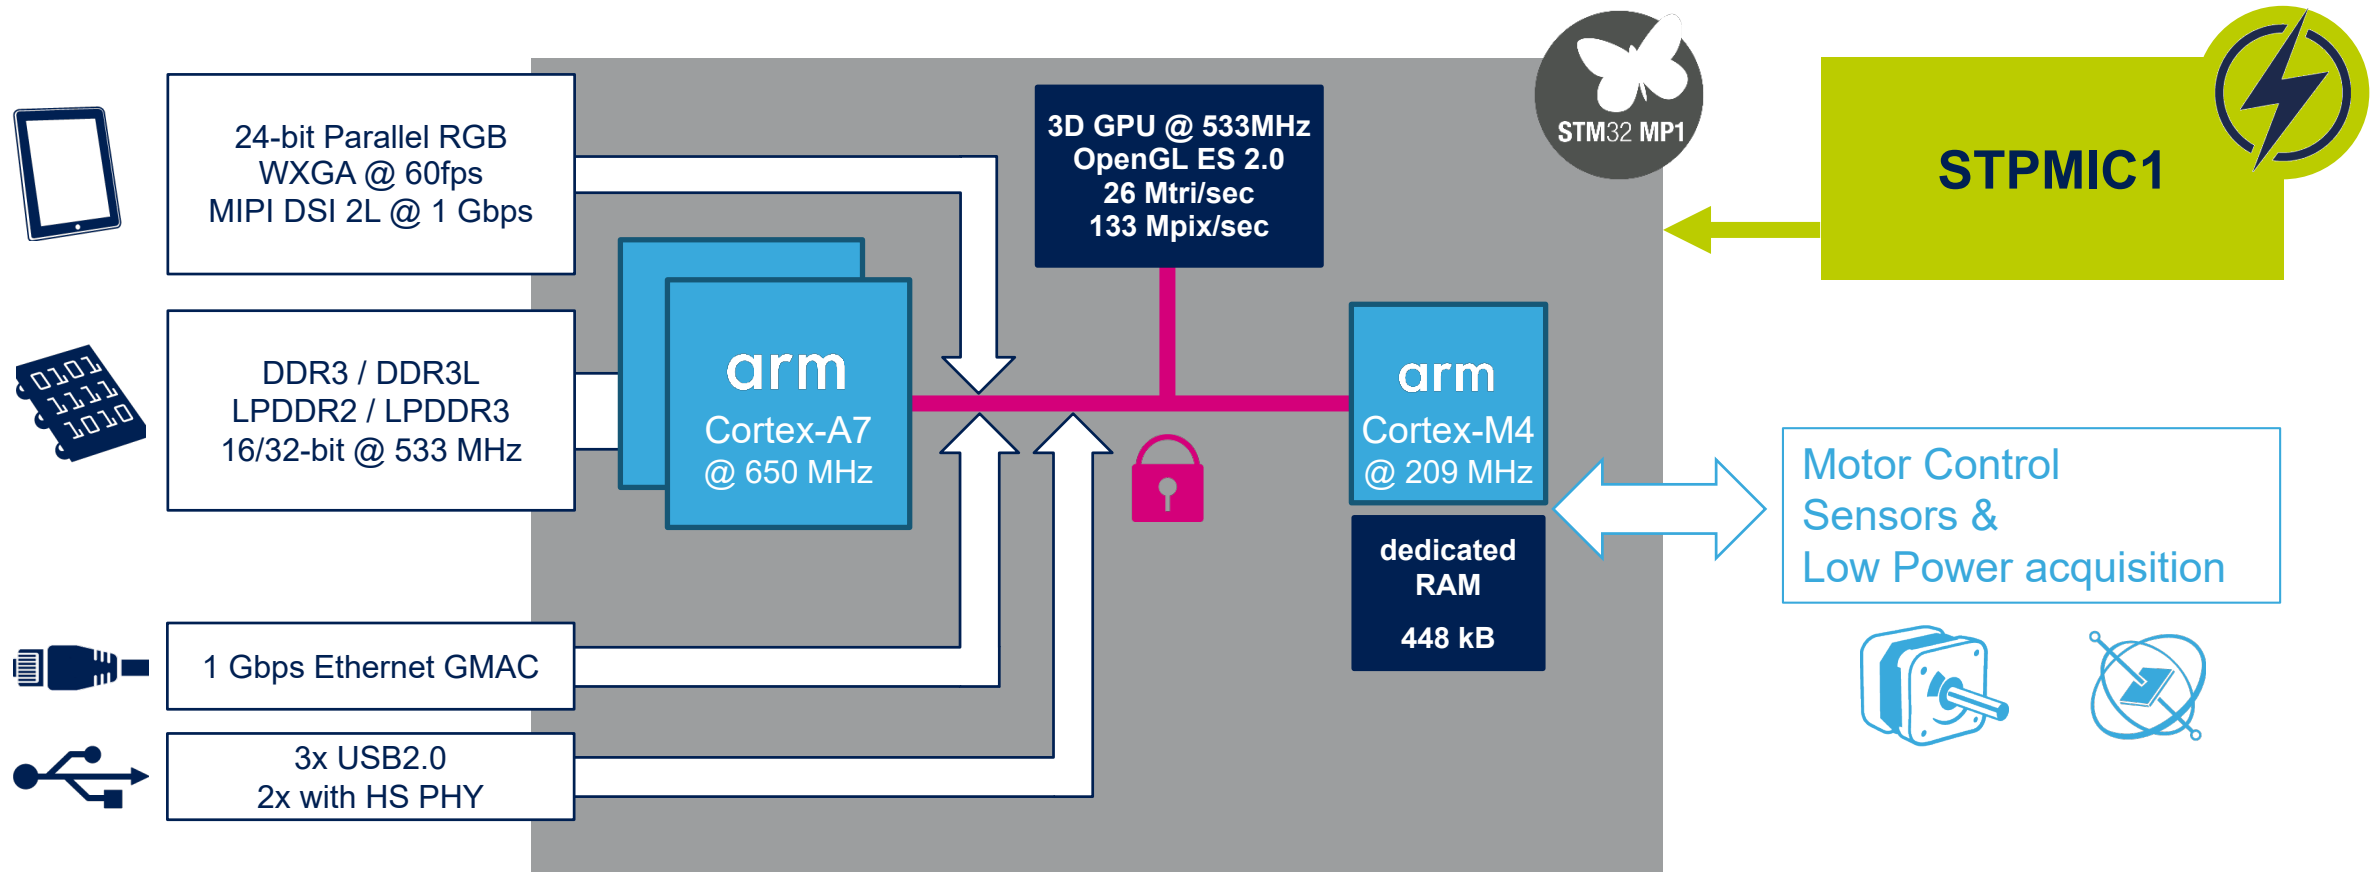 24-bit Parallel RGB
WXGA @ 60fps
MIPI DSI 2L @ 1 Gbps
DDR3 / DDR3L
LPDDR2 / LPDDR3
16/32-bit @ 533 MHz
0101
1111
1010
1 Gbps Ethernet GMAC
3x USB2.0
2x with HS PHY
arm
Cortex-A7
@ 650 MHz
3D GPU @ 533MHz
OpenGL ES 2.0
26 Mtri/sec
133 Mpix/sec
arm
Cortex-M4
@ 209 MHz
dedicated
RAM
448 kB
STM32 MP1
STPMIC1
Motor Control
Sensors &
Low Power acquisition